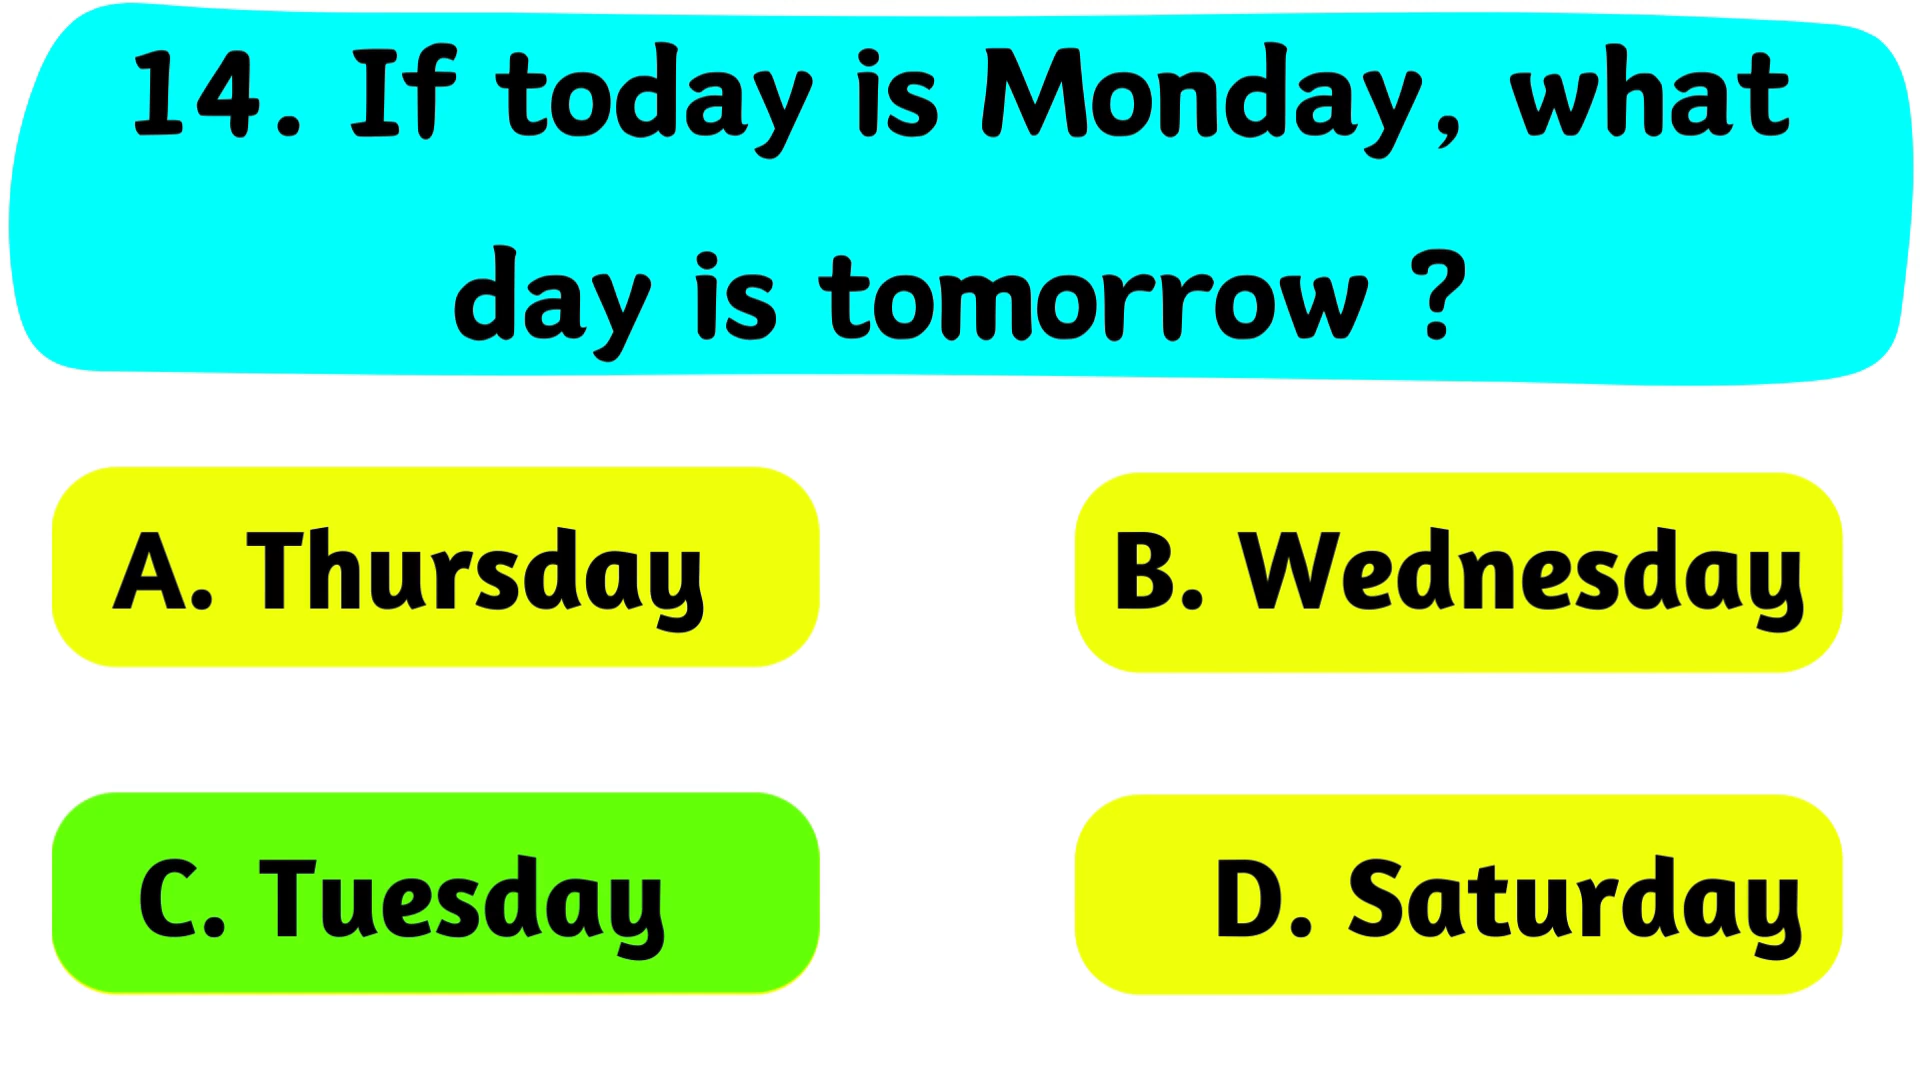 14. If today is Monday, what
day is tomorrow ?
A. Thursday
B. Wednesday
C. Tuesday
D. Saturday